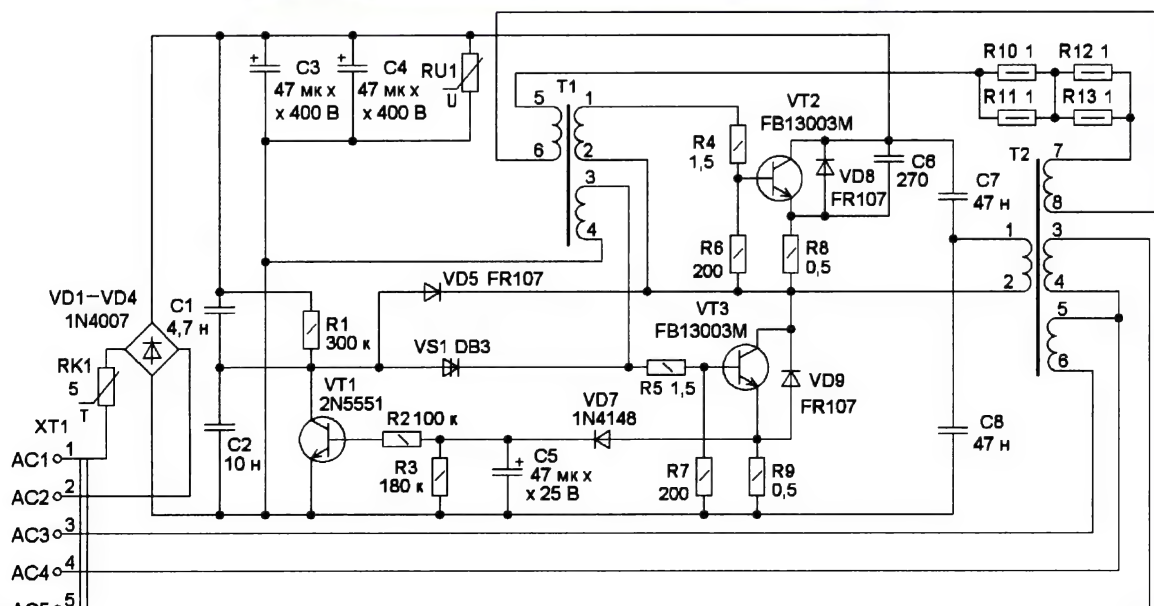 C3
47 мк х
х 400 В
C4
47 мк х
х 400 В
RU1
U
T1
5
6
1
2
3
4
R4
1,5
VT2
FB13003M
VD8
FR107
C6
270
R10 1
R12 1
R11 1
R13 1
T2
7
8
1
2
3
4
5
6
C7
47 н
R6
200
R8
0,5
VD5 FR107
VT3
FB13003M
VD1–VD4
1N4007
C1
4,7 н
R1
300 к
VS1 DB3
R5 1,5
VD9
FR107
RK1
5
T
VT1
2N5551
R2 100 к
VD7
1N4148
C8
47 н
XT1
C2
10 н
R3
180 к
C5
47 мк х
х 25 В
R7
200
R9
0,5
AC1 1
AC2 2
AC3 3
AC4 4
AC5 5